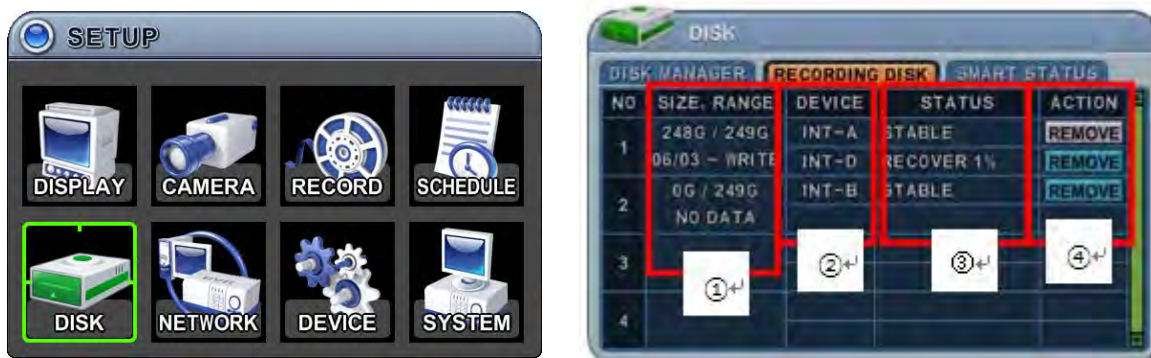 SETUP
DISPLAY CAMERA RECORD SCHEDULE
DISK NETWORK DEVICE SYSTEM
DISK
DISK MANAGER RECORDING DISK SMART STATUS
NO SIZE. RANGE DEVICE STATUS ACTION
1 248G / 249G INT-A STABLE REMOVE
06/03 ~ WRITE INT-D RECOVER 1% REMOVE
2 0G / 249G INT-B STABLE REMOVE
NO DATA
3
4
①↵ ②↵ ③↵ ④↵